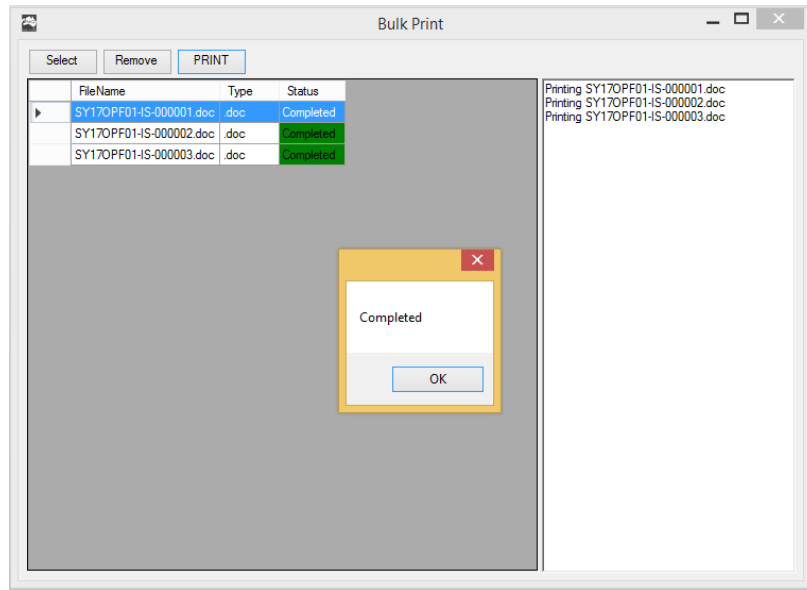 Bulk Print
Select Remove PRINT
FileName Type Status
SY17OPF01-IS-000001.doc .doc Completed
SY17OPF01-IS-000002.doc .doc Completed
SY17OPF01-IS-000003.doc .doc Completed
Printing SY17OPF01-IS-000001.doc
Printing SY17OPF01-IS-000002.doc
Printing SY17OPF01-IS-000003.doc
Completed
OK